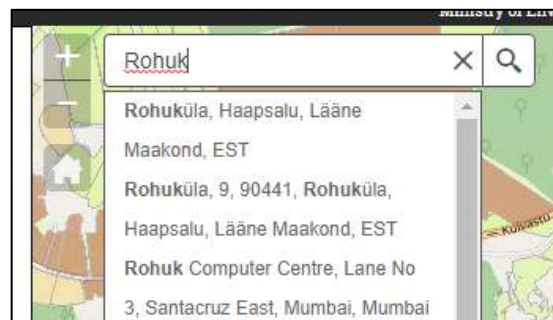 Ministry of Env
Rohuk
Rohuküla, Haapsalu, Lääne
Maakond, EST
Rohuküla, 9, 90441, Rohuküla,
Haapsalu, Lääne Maakond, EST
Kuivastu
Rohuk Computer Centre, Lane No
3, Santacruz East, Mumbai, Mumbai